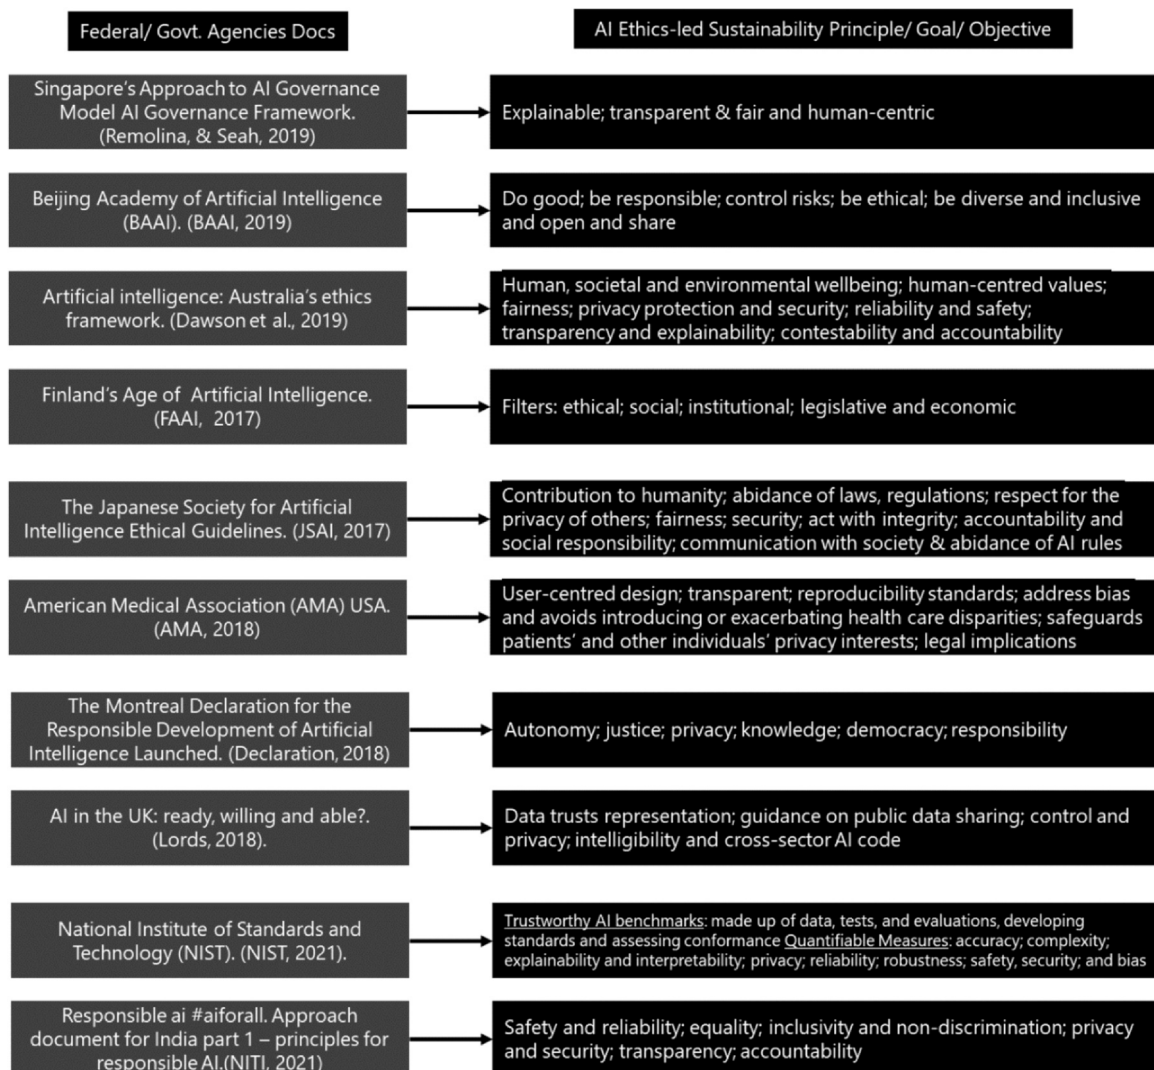 Federal/ Govt. Agencies Docs
AI Ethics-led Sustainability Principle/ Goal/ Objective
Singapore's Approach to AI Governance
Model AI Governance Framework.
(Remolina, & Seah, 2019)
Explainable; transparent & fair and human-centric
Beijing Academy of Artificial Intelligence
(BAAI). (BAAI, 2019)
Do good; be responsible; control risks; be ethical; be diverse and inclusive
and open and share
Artificial intelligence: Australia's ethics
framework. (Dawson et al., 2019)
Human, societal and environmental wellbeing; human-centred values;
fairness; privacy protection and security; reliability and safety;
transparency and explainability; contestability and accountability
Finland's Age of Artificial Intelligence.
(FAAI, 2017)
Filters: ethical; social; institutional; legislative and economic
The Japanese Society for Artificial
Intelligence Ethical Guidelines. (JSAI, 2017)
Contribution to humanity; abidance of laws, regulations; respect for the
privacy of others; fairness; security; act with integrity; accountability and
social responsibility; communication with society & abidance of AI rules
American Medical Association (AMA) USA.
(AMA, 2018)
User-centred design; transparent; reproducibility standards; address bias
and avoids introducing or exacerbating health care disparities; safeguards
patients' and other individuals' privacy interests; legal implications
The Montreal Declaration for the
Responsible Development of Artificial
Intelligence Launched. (Declaration, 2018)
Autonomy; justice; privacy; knowledge; democracy; responsibility
AI in the UK: ready, willing and able?.
(Lords, 2018).
Data trusts representation; guidance on public data sharing; control and
privacy; intelligibility and cross-sector AI code
National Institute of Standards and
Technology (NIST). (NIST, 2021).
Trustworthy AI benchmarks: made up of data, tests, and evaluations, developing
standards and assessing conformance Quantifiable Measures: accuracy; complexity;
explainability and interpretability; privacy; reliability; robustness; safety, security; and bias
Responsible ai #aiforall. Approach
document for India part 1 – principles for
responsible AI.(NITI, 2021)
Safety and reliability; equality; inclusivity and non-discrimination; privacy
and security; transparency; accountability